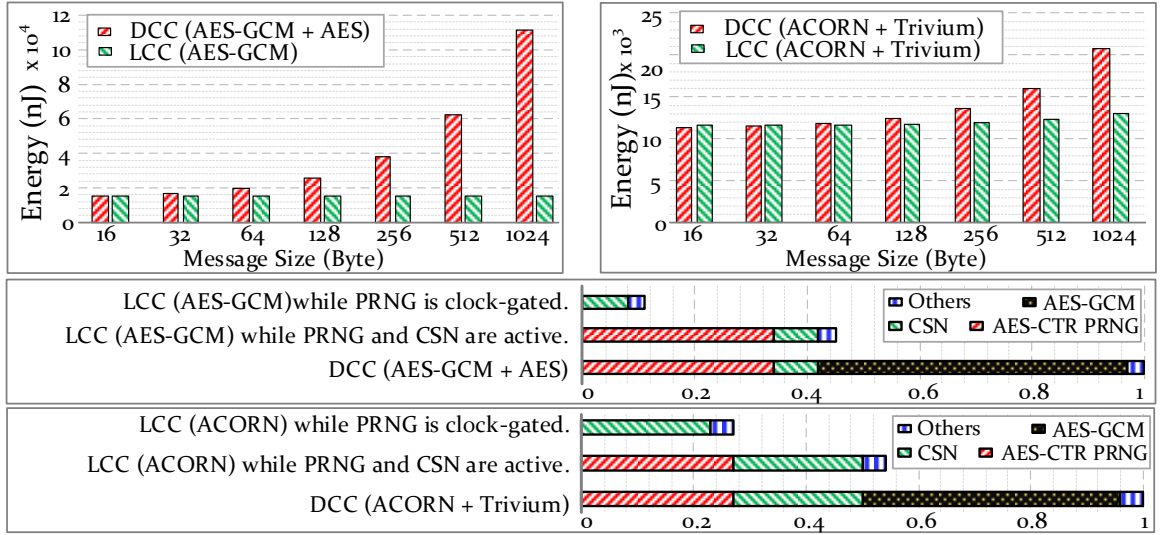 Energy (nJ) x 10⁴
12
10
8
6
4
2
0
DCC (AES-GCM + AES)
LCC (AES-GCM)
16 32 64 128 256 512 1024
Message Size (Byte)
Energy (nJ) x 10³
25
20
15
10
5
0
DCC (ACORN + Trivium)
LCC (ACORN + Trivium)
16 32 64 128 256 512 1024
Message Size (Byte)
LCC (AES-GCM)while PRNG is clock-gated.
LCC (AES-GCM) while PRNG and CSN are active.
DCC (AES-GCM + AES)
Others AES-GCM
CSN AES-CTR PRNG
0 0.2 0.4 0.6 0.8 1
LCC (ACORN) while PRNG is clock-gated.
LCC (ACORN) while PRNG and CSN are active.
DCC (ACORN + Trivium)
Others AES-GCM
CSN AES-CTR PRNG
0 0.2 0.4 0.6 0.8 1